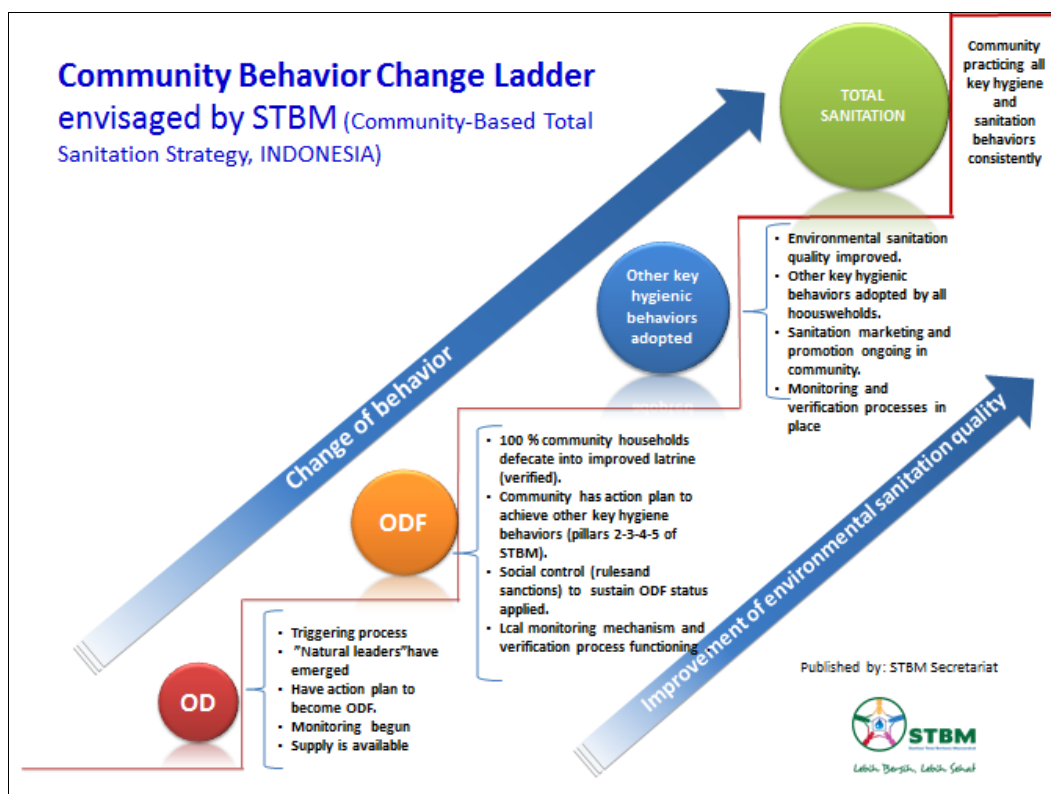 Community Behavior Change Ladder
envisaged by STBM (Community-Based Total
Sanitation Strategy, INDONESIA)
TOTAL
SANITATION
Community
practicing all
key hygiene
and
sanitation
behaviors
consistently
Change of behavior
Other key
hygienic
behaviors
adopted
• Environmental sanitation
quality improved.
• Other key hygienic
behaviors adopted by all
hoousweholds.
• Sanitation marketing and
promotion ongoing in
community.
• Monitoring and
verification processes in
place
ODF
• 100 % community households
defecate into improved latrine
(verified).
• Community has action plan to
achieve other key hygiene
behaviors (pillars 2-3-4-5 of
STBM).
• Social control (rulesand
sanctions) to sustain ODF status
applied.
• Lcal monitoring mechanism and
verification process functioning .
OD
• Triggering process
• ”Natural leaders”have
emerged
• Have action plan to
become ODF.
• Monitoring begun
• Supply is available
Improvement of environmental sanitation quality
Published by: STBM Secretariat
STBM
Lebih Bersih, Lebih Sehat